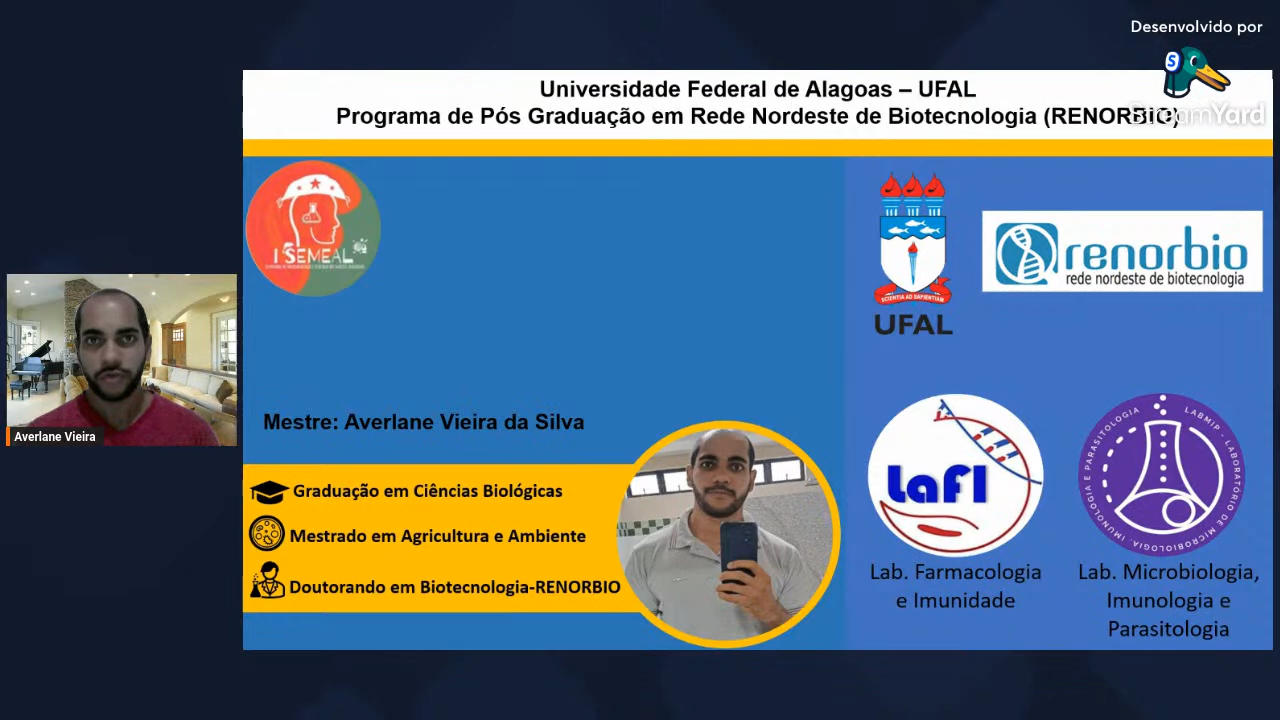 Desenvolvido por
StreamYard
Universidade Federal de Alagoas – UFAL
Programa de Pós Graduação em Rede Nordeste de Biotecnologia (RENORBIO)
I SEMEAL
SCIENTIA AD SAPIENTIAM
UFAL
renorbio
rede nordeste de biotecnologia
Averlane Vieira
Mestre: Averlane Vieira da Silva
Graduação em Ciências Biológicas
Mestrado em Agricultura e Ambiente
Doutorando em Biotecnologia-RENORBIO
LaFI
Lab. Farmacologia
e Imunidade
LABMIP - LABORATÓRIO DE MICROBIOLOGIA, IMUNOLOGIA E PARASITOLOGIA
Lab. Microbiologia,
Imunologia e
Parasitologia